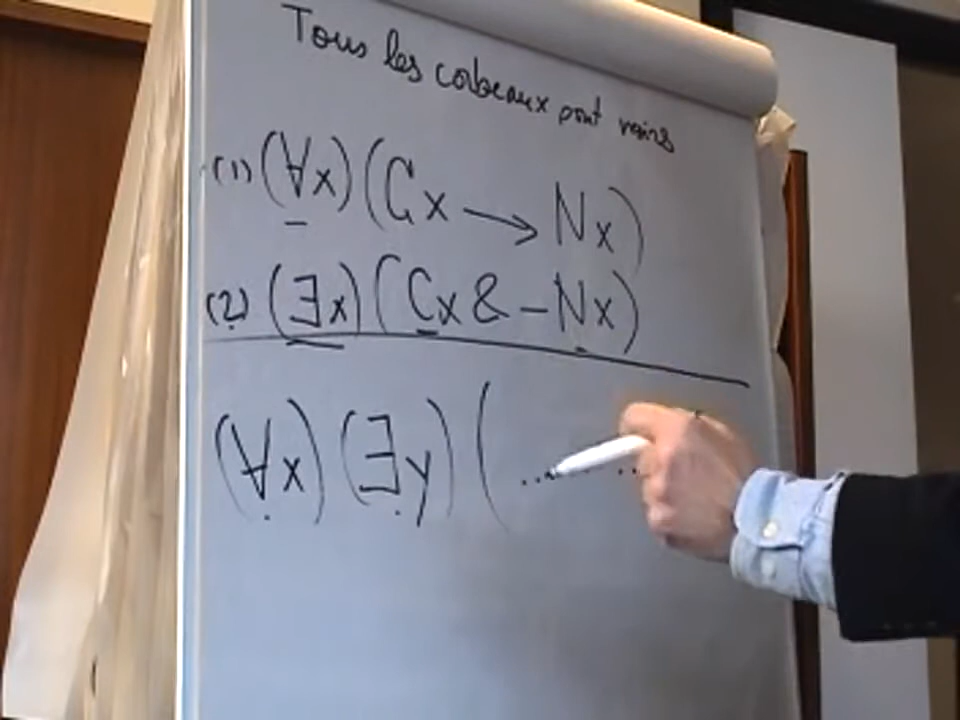 Tous les corbeaux sont noirs
(1) (∀x) (Cx → Nx)
(2) (∃x) (Cx & –Nx)
(∀x) (∃y) ( ... ..